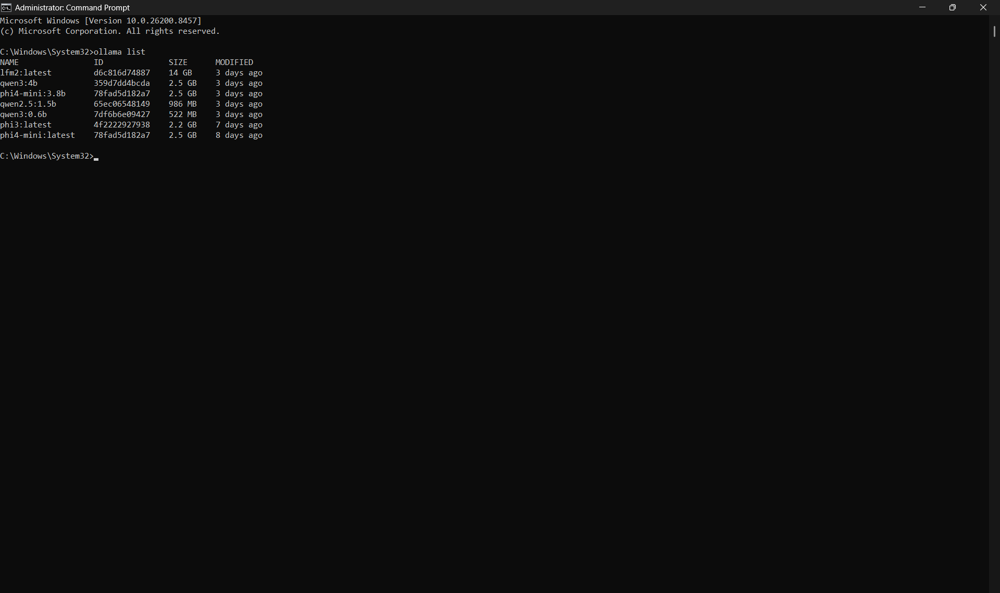 Administrator: Command Prompt
Microsoft Windows [Version 10.0.26200.8457]
(c) Microsoft Corporation. All rights reserved.
C:\Windows\System32>ollama list
NAME                ID              SIZE      MODIFIED
lfm2:latest         d6c816d74887    14 GB     3 days ago
qwen3:4b            359d7dd4bcda    2.5 GB    3 days ago
phi4-mini:3.8b      78fad5d182a7    2.5 GB    3 days ago
qwen2.5:1.5b        65ec06548149    986 MB    3 days ago
qwen3:0.6b          7df6b6e09427    522 MB    3 days ago
phi3:latest         4f2222927938    2.2 GB    7 days ago
phi4-mini:latest    78fad5d182a7    2.5 GB    8 days ago
C:\Windows\System32>